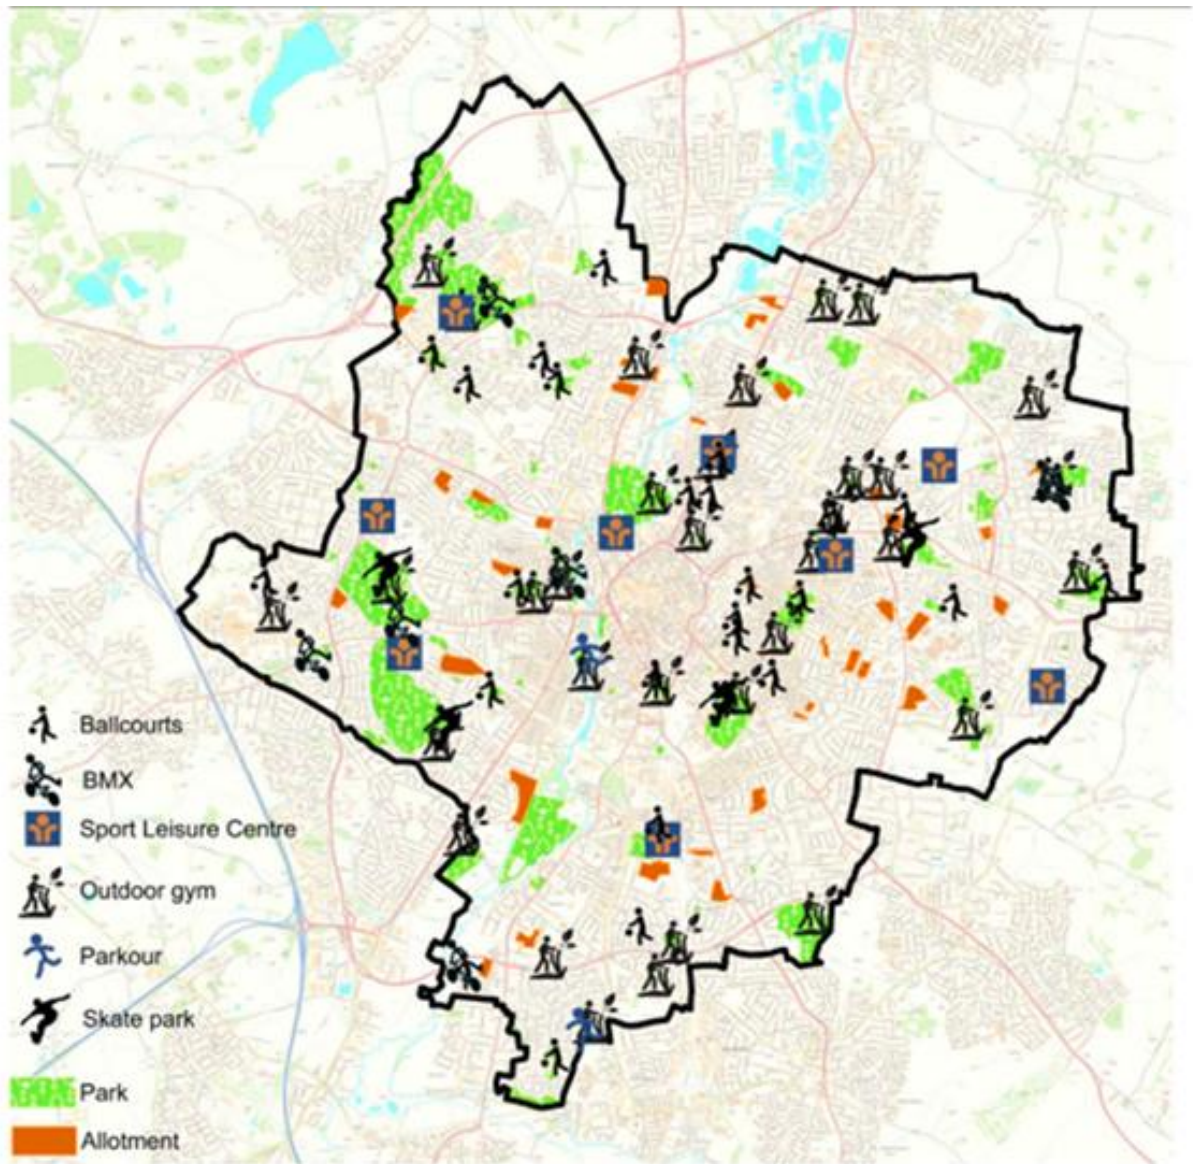 Ballcourts
BMX
Sport Leisure Centre
Outdoor gym
Parkour
Skate park
Park
Allotment